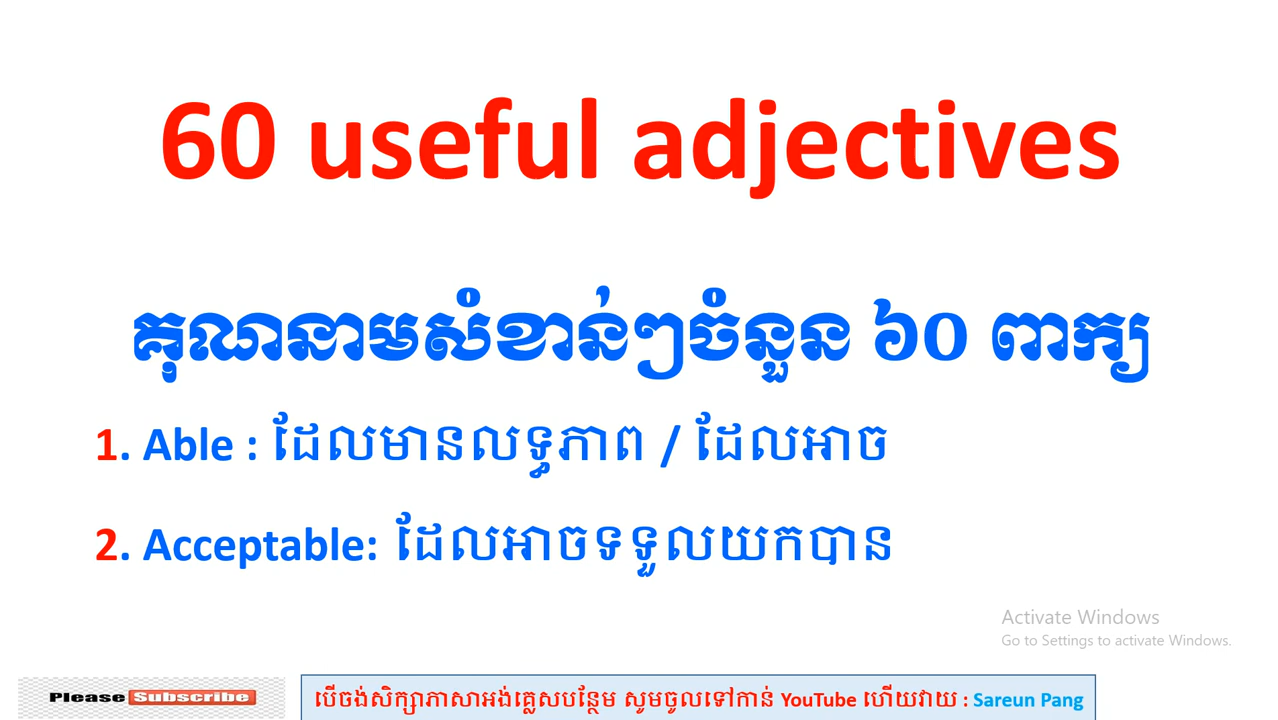 60 useful adjectives
គុណនាមសំខាន់ៗចំនួន ៦០ ពាក្យ
1. Able : ដែលមានលទ្ធភាព / ដែលអាច
2. Acceptable: ដែលអាចទទួលយកបាន
Activate Windows
Go to Settings to activate Windows.
Please Subscribe
បើចង់សិក្សាភាសាអង់គ្លេសបន្ថែម សូមចូលទៅកាន់ YouTube ហើយវាយ : Sareun Pang